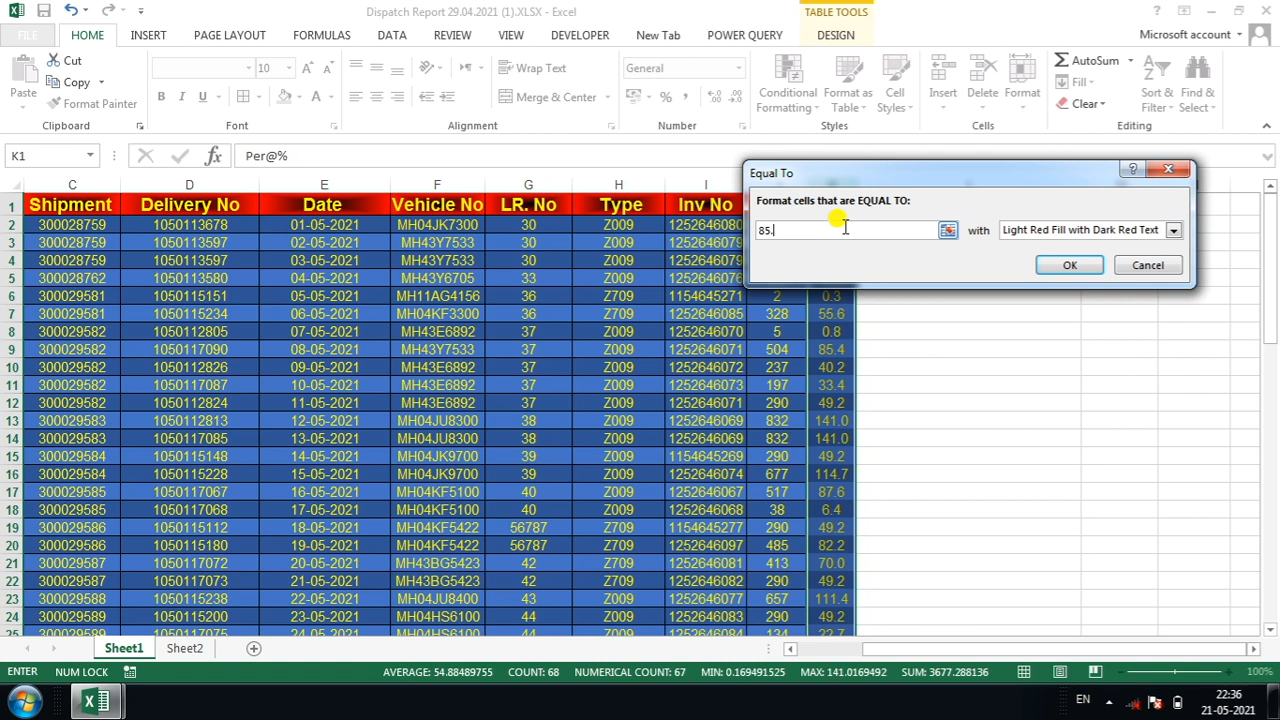 Dispatch Report 29.04.2021 (1).XLSX - Excel
TABLE TOOLS
FILE HOME INSERT PAGE LAYOUT FORMULAS DATA REVIEW VIEW DEVELOPER New Tab POWER QUERY DESIGN Microsoft account
Paste Cut Copy Format Painter
10
Wrap Text
Merge & Center
General
Conditional Formatting Format as Table Cell Styles
Insert Delete Format
AutoSum Fill Clear
Sort & Filter Find & Select
Clipboard Font Alignment Number Styles Cells Editing
K1 fx Per@%
Equal To
Format cells that are EQUAL TO:
85. with Light Red Fill with Dark Red Text
OK Cancel
C D E F G H I
1 Shipment Delivery No Date Vehicle No LR. No Type Inv No
2 300028759 1050113678 01-05-2021 MH04JK7300 30 Z009 1252646080
3 300028759 1050113597 02-05-2021 MH43Y7533 30 Z009 1252646079
4 300028759 1050113597 03-05-2021 MH43Y7533 30 Z009 1252646079
5 300028762 1050113580 04-05-2021 MH43Y6705 33 Z009 1252646076
6 300029581 1050115151 05-05-2021 MH11AG4156 36 Z709 1154645271 2 0.3
7 300029581 1050115234 06-05-2021 MH04KF3300 36 Z709 1252646085 328 55.6
8 300029582 1050112805 07-05-2021 MH43E6892 37 Z009 1252646070 5 0.8
9 300029582 1050117090 08-05-2021 MH43Y7533 37 Z009 1252646071 504 85.4
10 300029582 1050112826 09-05-2021 MH43E6892 37 Z009 1252646072 237 40.2
11 300029582 1050117087 10-05-2021 MH43E6892 37 Z009 1252646073 197 33.4
12 300029582 1050112824 11-05-2021 MH43E6892 37 Z009 1252646071 290 49.2
13 300029583 1050112813 12-05-2021 MH04JU8300 38 Z009 1252646069 832 141.0
14 300029583 1050117085 13-05-2021 MH04JU8300 38 Z009 1252646069 832 141.0
15 300029584 1050115148 14-05-2021 MH04JK9700 39 Z009 1154645269 290 49.2
16 300029584 1050115228 15-05-2021 MH04JK9700 39 Z009 1252646074 677 114.7
17 300029585 1050117067 16-05-2021 MH04KF5100 40 Z009 1252646075 517 87.6
18 300029585 1050117068 17-05-2021 MH04KF5100 40 Z009 1252646068 38 6.4
19 300029586 1050115112 18-05-2021 MH04KF5422 56787 Z709 1154645277 290 49.2
20 300029586 1050115180 19-05-2021 MH04KF5422 56787 Z709 1252646090 485 82.2
21 300029587 1050117072 20-05-2021 MH43BG5423 42 Z709 1252646081 413 70.0
22 300029587 1050117073 21-05-2021 MH43BG5423 42 Z709 1252646082 290 49.2
23 300029588 1050115238 22-05-2021 MH04JU8400 43 Z009 1252646077 657 111.4
24 300029589 1050115200 23-05-2021 MH04HS6100 44 Z009 1252646083 290 49.2
25 300029589 1050117075 24-05-2021 MH04HS6100 44 Z009 1252646084 134 22.7
Sheet1 Sheet2
ENTER NUM LOCK AVERAGE: 54.88489755 COUNT: 68 NUMERICAL COUNT: 67 MIN: 0.169491525 MAX: 141.0169492 SUM: 3677.288136 100%
EN 22:36
21-05-2021